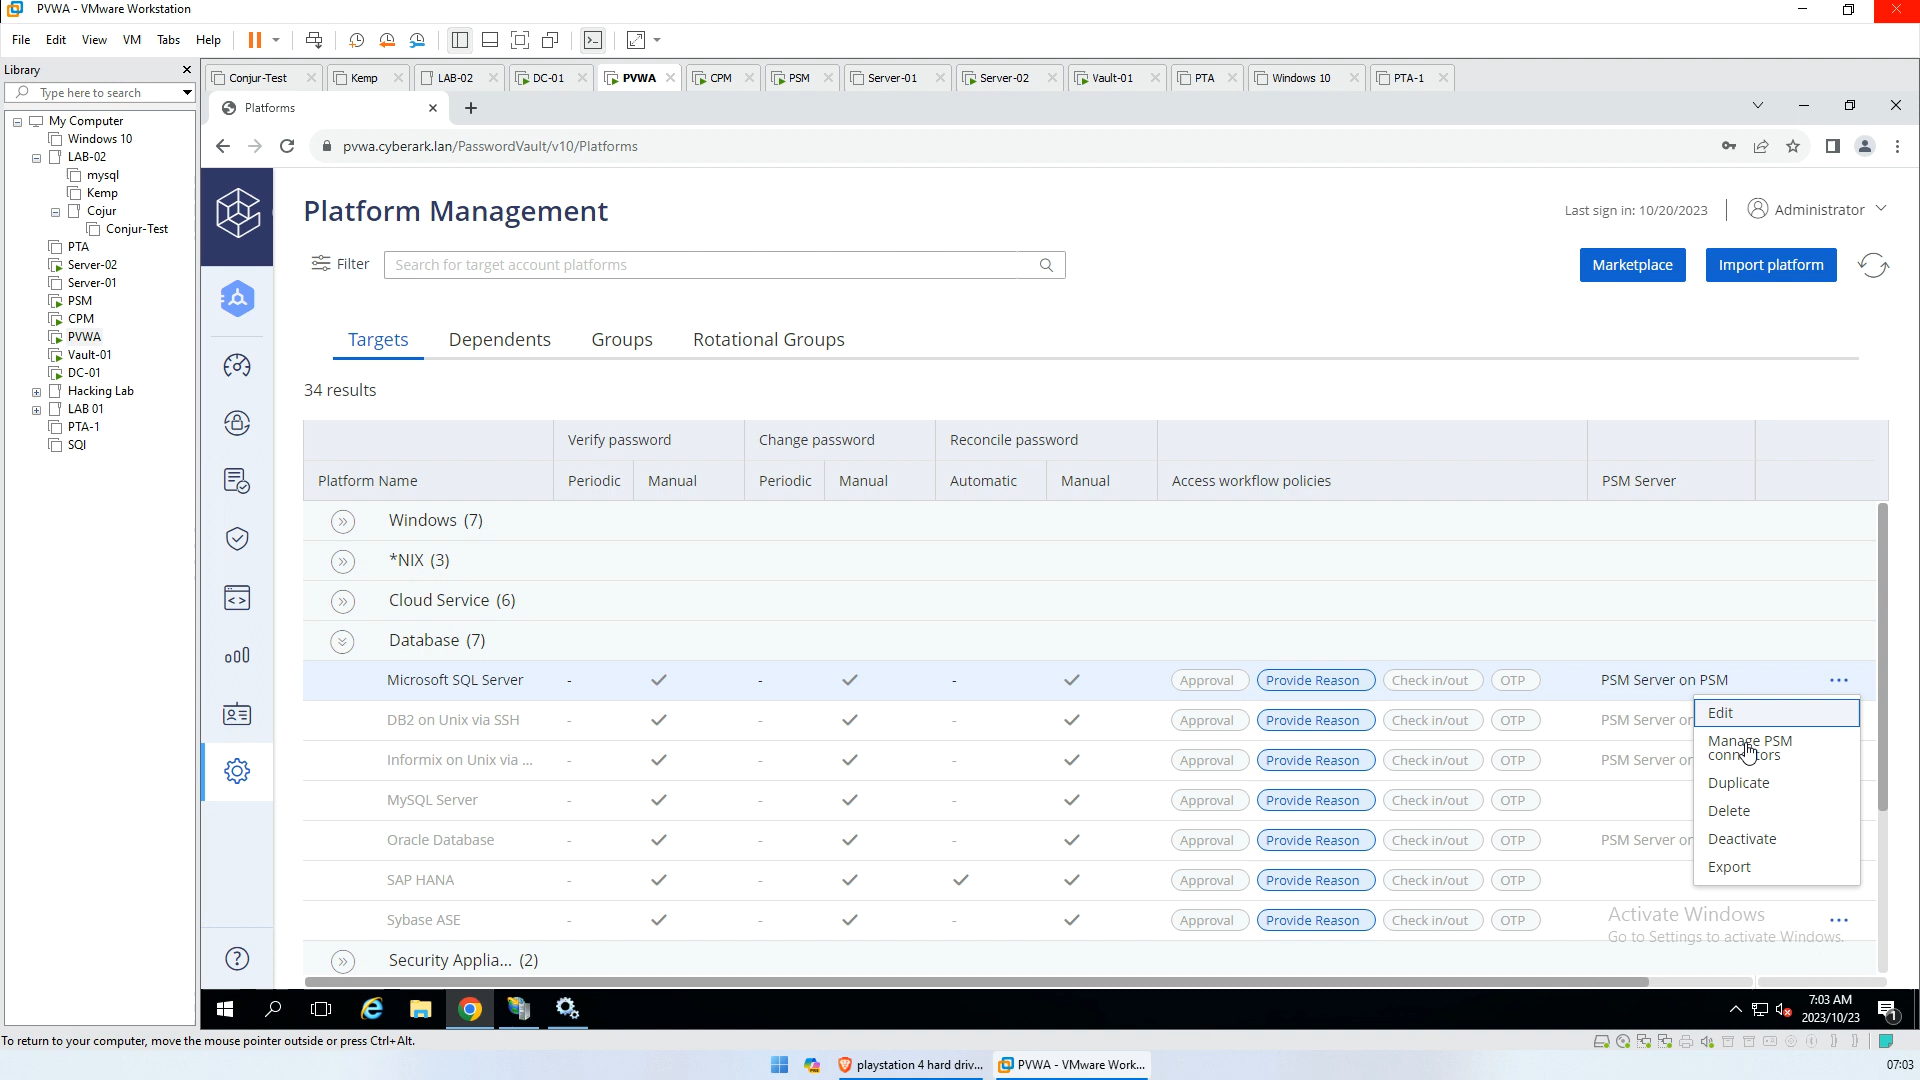 PVWA - VMware Workstation
File Edit View VM Tabs Help
Library
Type here to search
My Computer
Windows 10
LAB-02
mysql
Kemp
Cojur
Conjur-Test
PTA
Server-02
Server-01
PSM
CPM
PVWA
Vault-01
DC-01
Hacking Lab
LAB 01
PTA-1
SQl
Conjur-Test Kemp LAB-02 DC-01 PVWA CPM PSM Server-01 Server-02 Vault-01 PTA Windows 10 PTA-1
Platforms
pvwa.cyberark.lan/PasswordVault/v10/Platforms
Platform Management
Last sign in: 10/20/2023
Administrator
Filter
Search for target account platforms
Marketplace
Import platform
Targets Dependents Groups Rotational Groups
34 results
Verify password Change password Reconcile password
Platform Name Periodic Manual Periodic Manual Automatic Manual Access workflow policies PSM Server
Windows (7)
*NIX (3)
Cloud Service (6)
Database (7)
Microsoft SQL Server - - - Approval Provide Reason Check in/out OTP PSM Server on PSM ...
DB2 on Unix via SSH - - - Approval Provide Reason Check in/out OTP PSM Server or
Informix on Unix via ... - - - Approval Provide Reason Check in/out OTP PSM Server or
MySQL Server - - - Approval Provide Reason Check in/out OTP
Oracle Database - - - Approval Provide Reason Check in/out OTP PSM Server or
SAP HANA - - Approval Provide Reason Check in/out OTP
Sybase ASE - - - Approval Provide Reason Check in/out OTP ...
Security Applia... (2)
Edit
Manage PSM
connectors
Duplicate
Delete
Deactivate
Export
Activate Windows
Go to Settings to activate Windows.
7:03 AM
2023/10/23
1
To return to your computer, move the mouse pointer outside or press Ctrl+Alt.
playstation 4 hard driv...
PVWA - VMware Work...
07:03